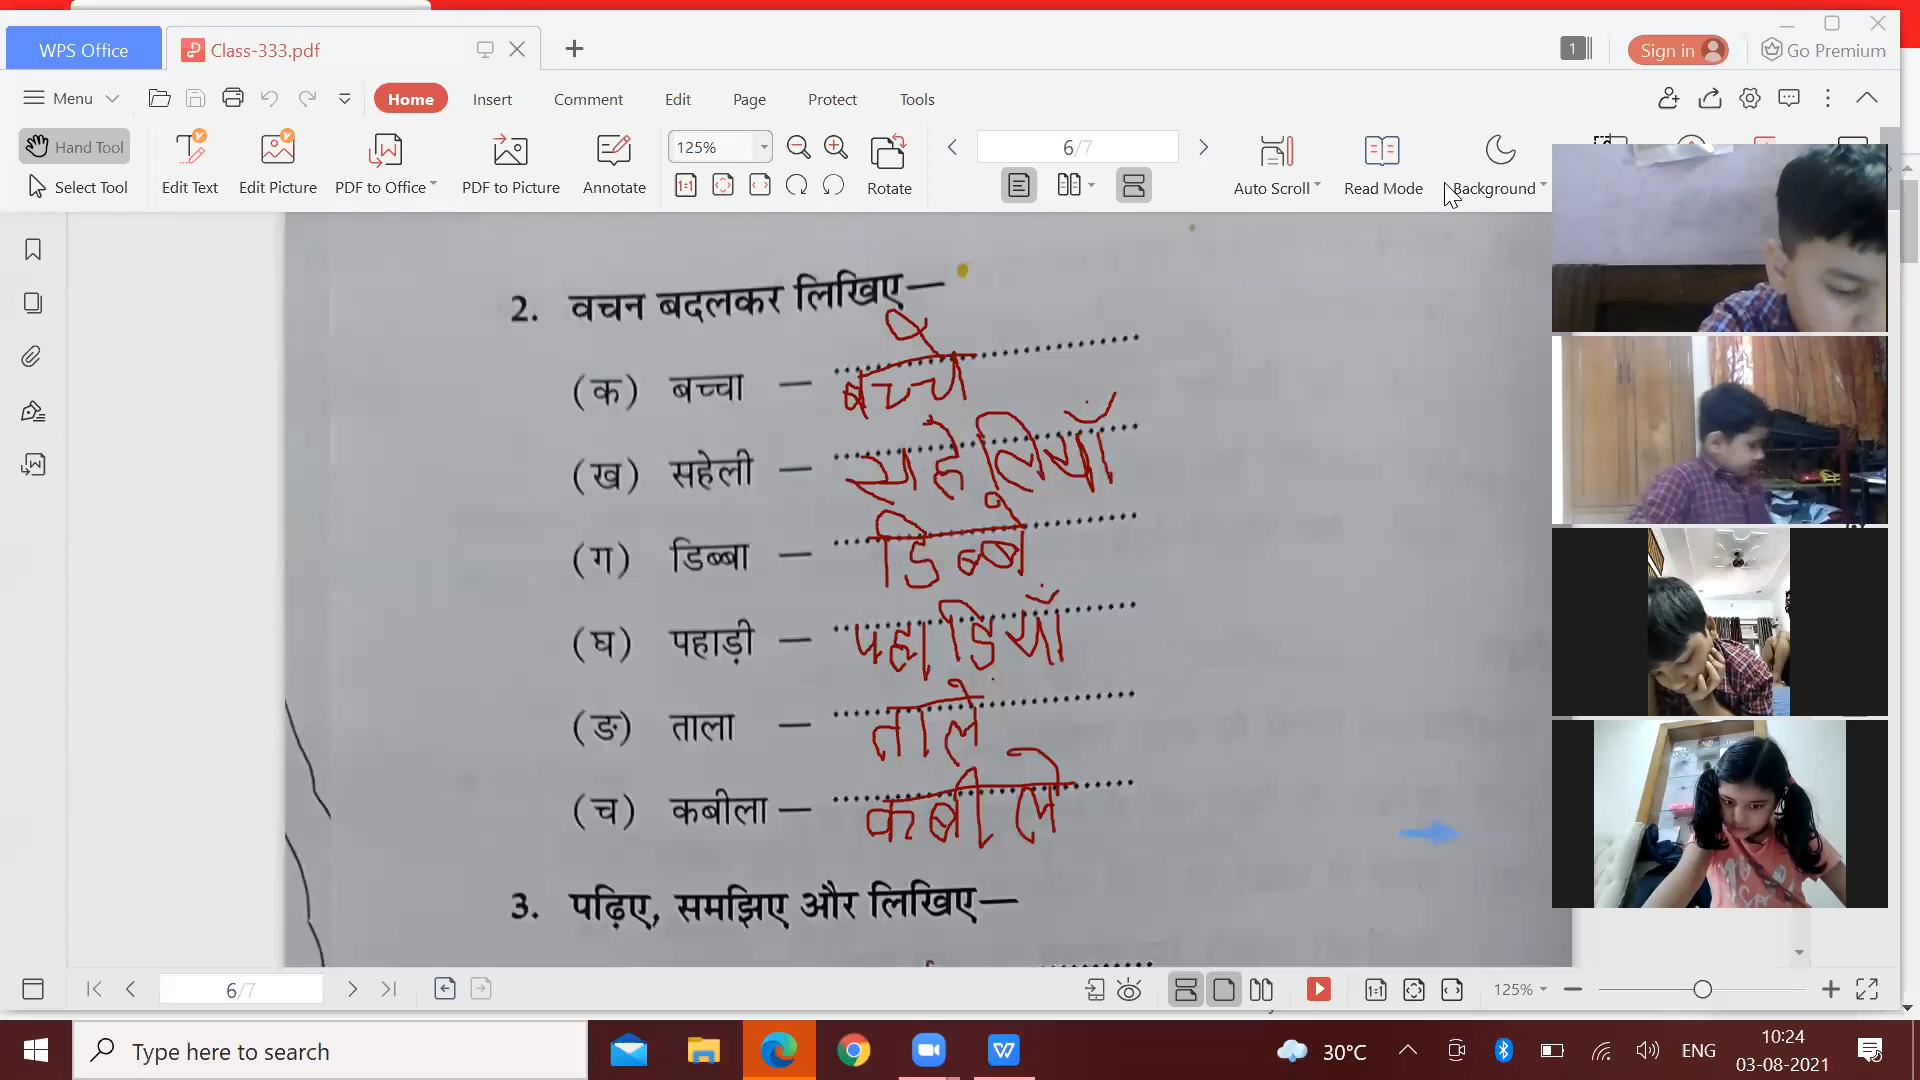 WPS Office
Class-333.pdf
1
Sign in
Go Premium
Menu
Home
Insert
Comment
Edit
Page
Protect
Tools
Hand Tool
Select Tool
Edit Text
Edit Picture
PDF to Office
PDF to Picture
Annotate
125%
Rotate
6/7
Auto Scroll
Read Mode
Background
2. वचन बदलकर लिखिए—
(क) बच्चा — बच्चे
(ख) सहेली — सहेलियाँ
(ग) डिब्बा — डिब्बे
(घ) पहाड़ी — पहाडियाँ
(ङ) ताला — ताले
(च) कबीला — कबीले
3. पढ़िए, समझिए और लिखिए—
6/7
125%
Type here to search
30°C
ENG
10:24
03-08-2021